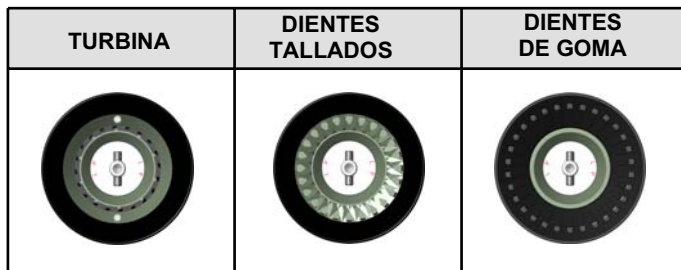 TURBINA
DIENTES
TALLADOS
DIENTES
DE GOMA